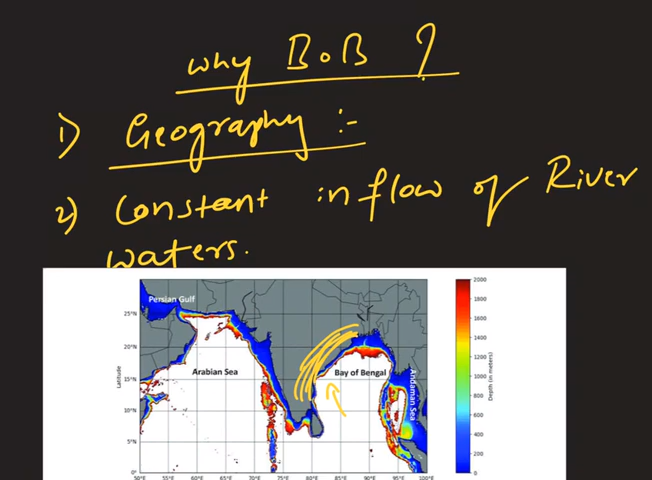 why BoB ?
1) Geography :-
2) Constant inflow of River
waters.
Persian Gulf
Arabian Sea
Bay of Bengal
Andaman Sea
Latitude
25°N
20°N
15°N
10°N
5°N
0°
50°E 55°E 60°E 65°E 70°E 75°E 80°E 85°E 90°E 95°E 100°E
2000
1800
1600
1400
1200
1000
800
600
400
200
0
Depth (in meters)